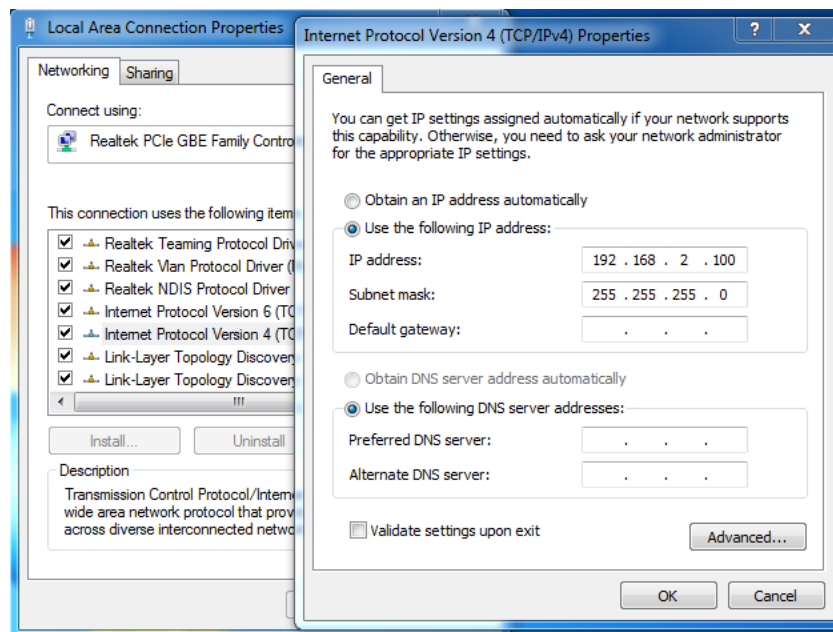 Local Area Connection Properties
Networking
Sharing
Connect using:
Realtek PCIe GBE Family Contro
This connection uses the following item
Realtek Teaming Protocol Driv
Realtek Vlan Protocol Driver (
Realtek NDIS Protocol Driver
Internet Protocol Version 6 (TC
Internet Protocol Version 4 (TC
Link-Layer Topology Discovery
Link-Layer Topology Discovery
Install...
Uninstall
Description
Transmission Control Protocol/Interne
wide area network protocol that prov
across diverse interconnected netwo
Internet Protocol Version 4 (TCP/IPv4) Properties
? X
General
You can get IP settings assigned automatically if your network supports
this capability. Otherwise, you need to ask your network administrator
for the appropriate IP settings.
Obtain an IP address automatically
Use the following IP address:
IP address: 192 . 168 . 2 . 100
Subnet mask: 255 . 255 . 255 . 0
Default gateway: . . .
Obtain DNS server address automatically
Use the following DNS server addresses:
Preferred DNS server: . . .
Alternate DNS server: . . .
Validate settings upon exit
Advanced...
OK
Cancel